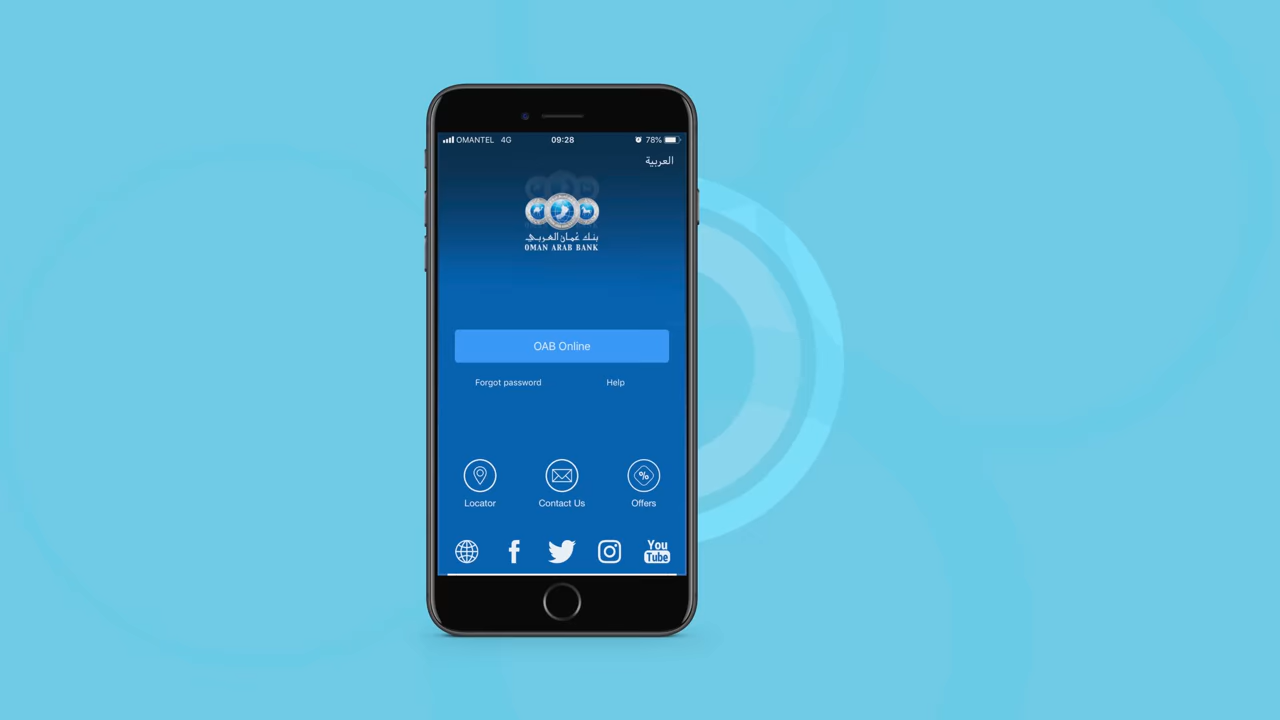 OMANTEL 4G 09:28 78%
العربية
بنك عُمان العربي
OMAN ARAB BANK
OAB Online
Forgot password Help
Locator Contact Us Offers
You
Tube